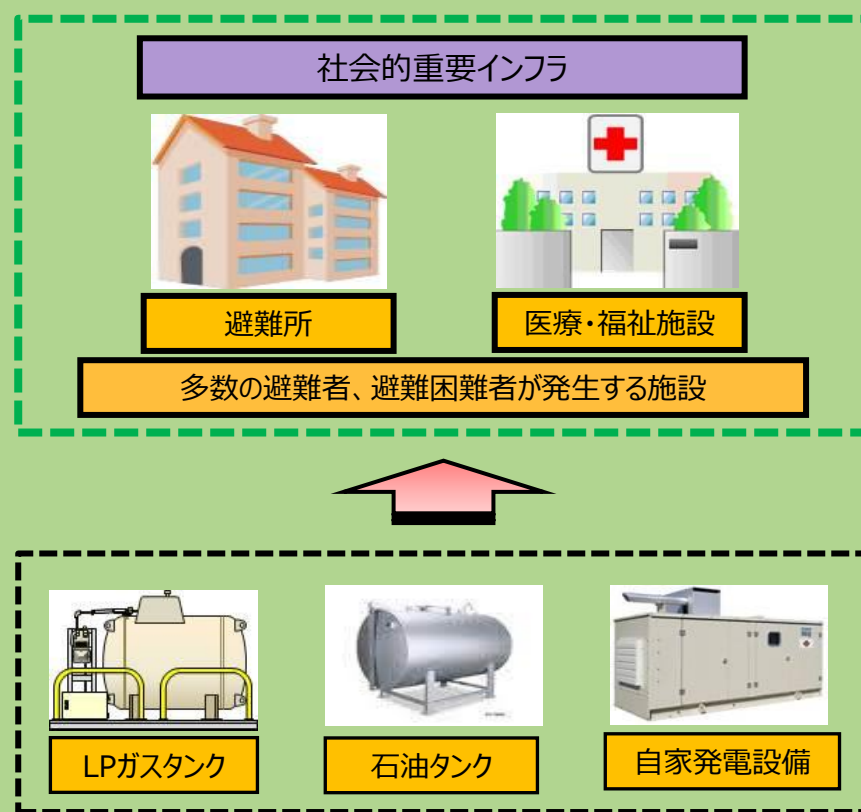 社会的重要インフラ
避難所
医療・福祉施設
多数の避難者、避難困難者が発生する施設
LPガスタンク
石油タンク
自家発電設備